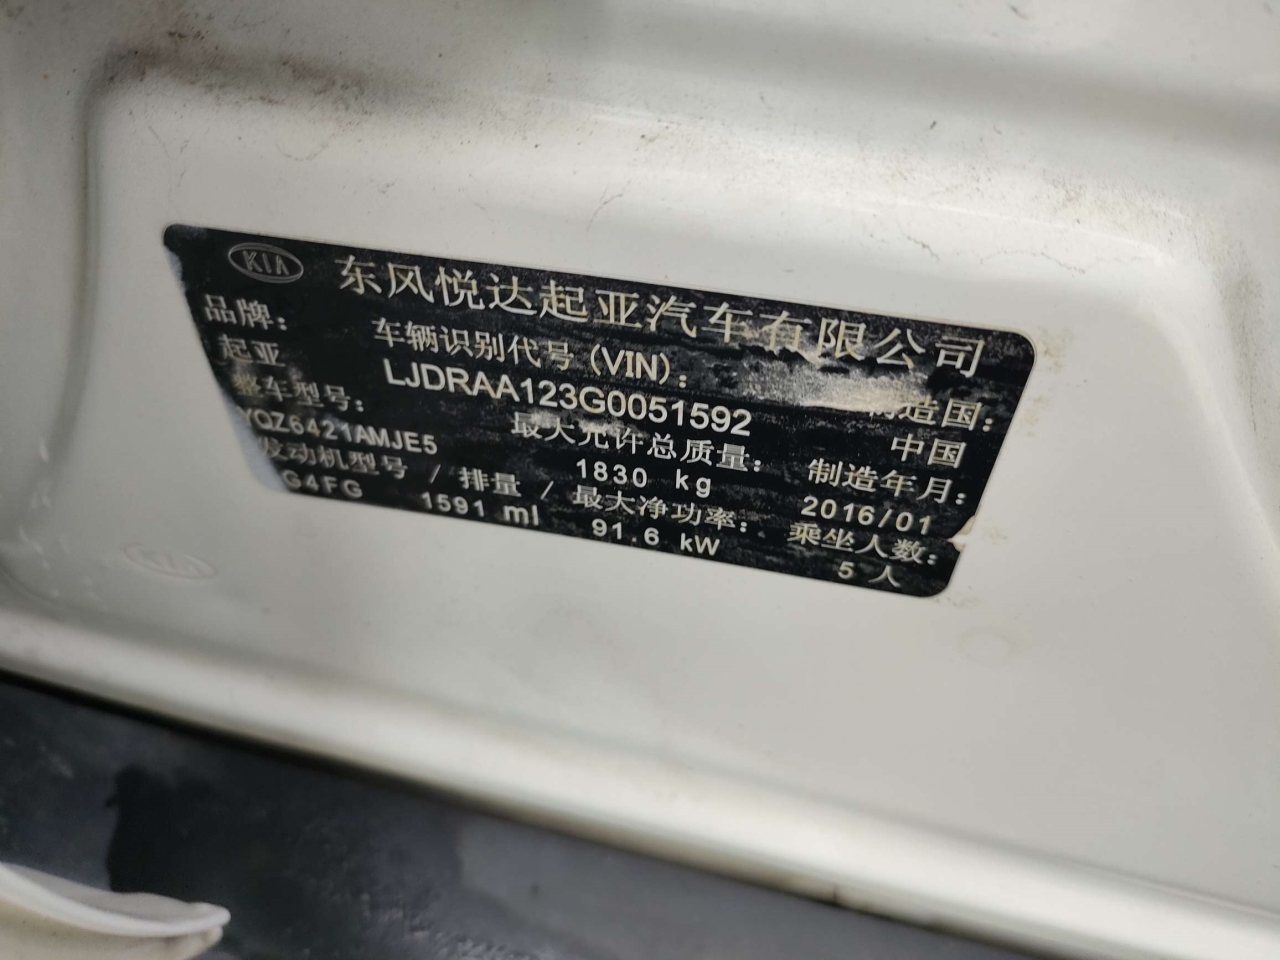 KIA 东风悦达起亚汽车有限公司
品牌： 车辆识别代号 (VIN)： 制造国：
起亚 LJDRAA123G0051592 中国
整车型号： 最大允许总质量： 制造年月：
YQZ6421AMJE5 1830 kg 2016/01
发动机型号 / 排量 / 最大净功率： 乘坐人数：
G4FG 1591 ml 91.6 kW 5 人